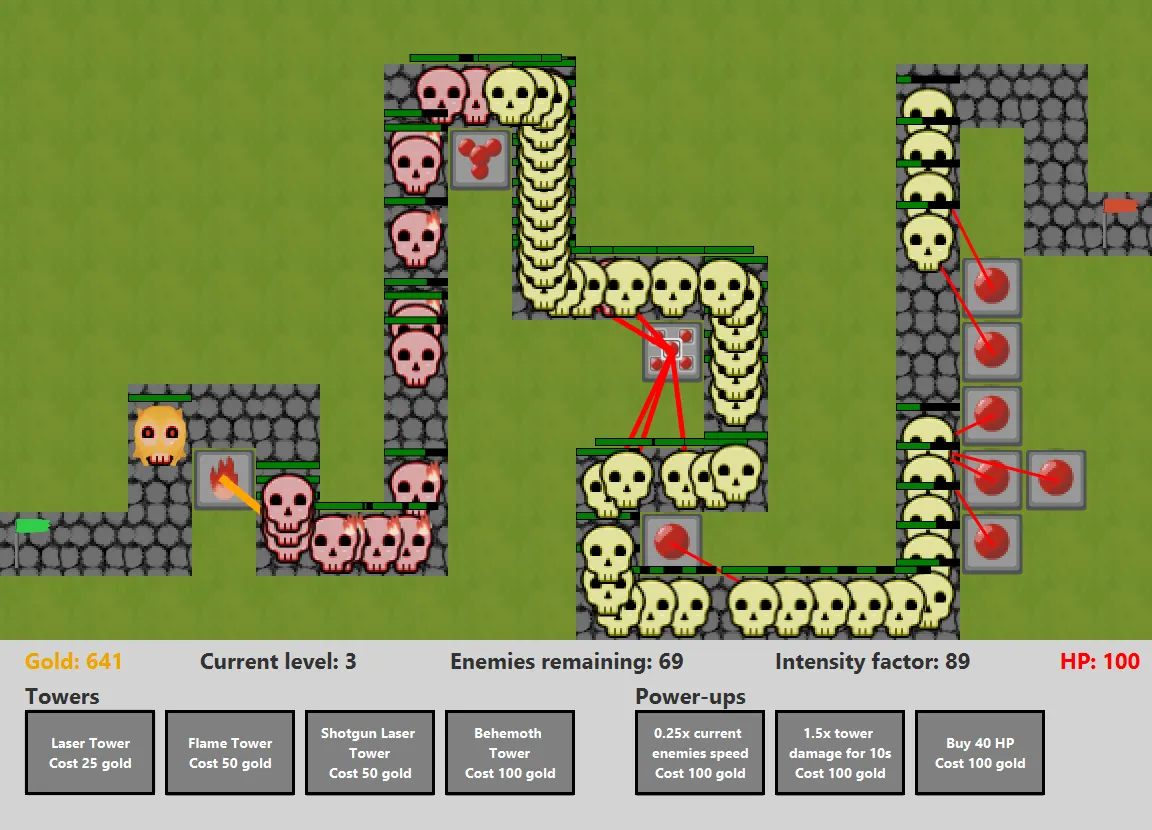 Gold: 641
Current level: 3
Enemies remaining: 69
Intensity factor: 89
HP: 100
Towers
Power-ups
Laser Tower
Cost 25 gold
Flame Tower
Cost 50 gold
Shotgun Laser
Tower
Cost 50 gold
Behemoth
Tower
Cost 100 gold
0.25x current
enemies speed
Cost 100 gold
1.5x tower
damage for 10s
Cost 100 gold
Buy 40 HP
Cost 100 gold